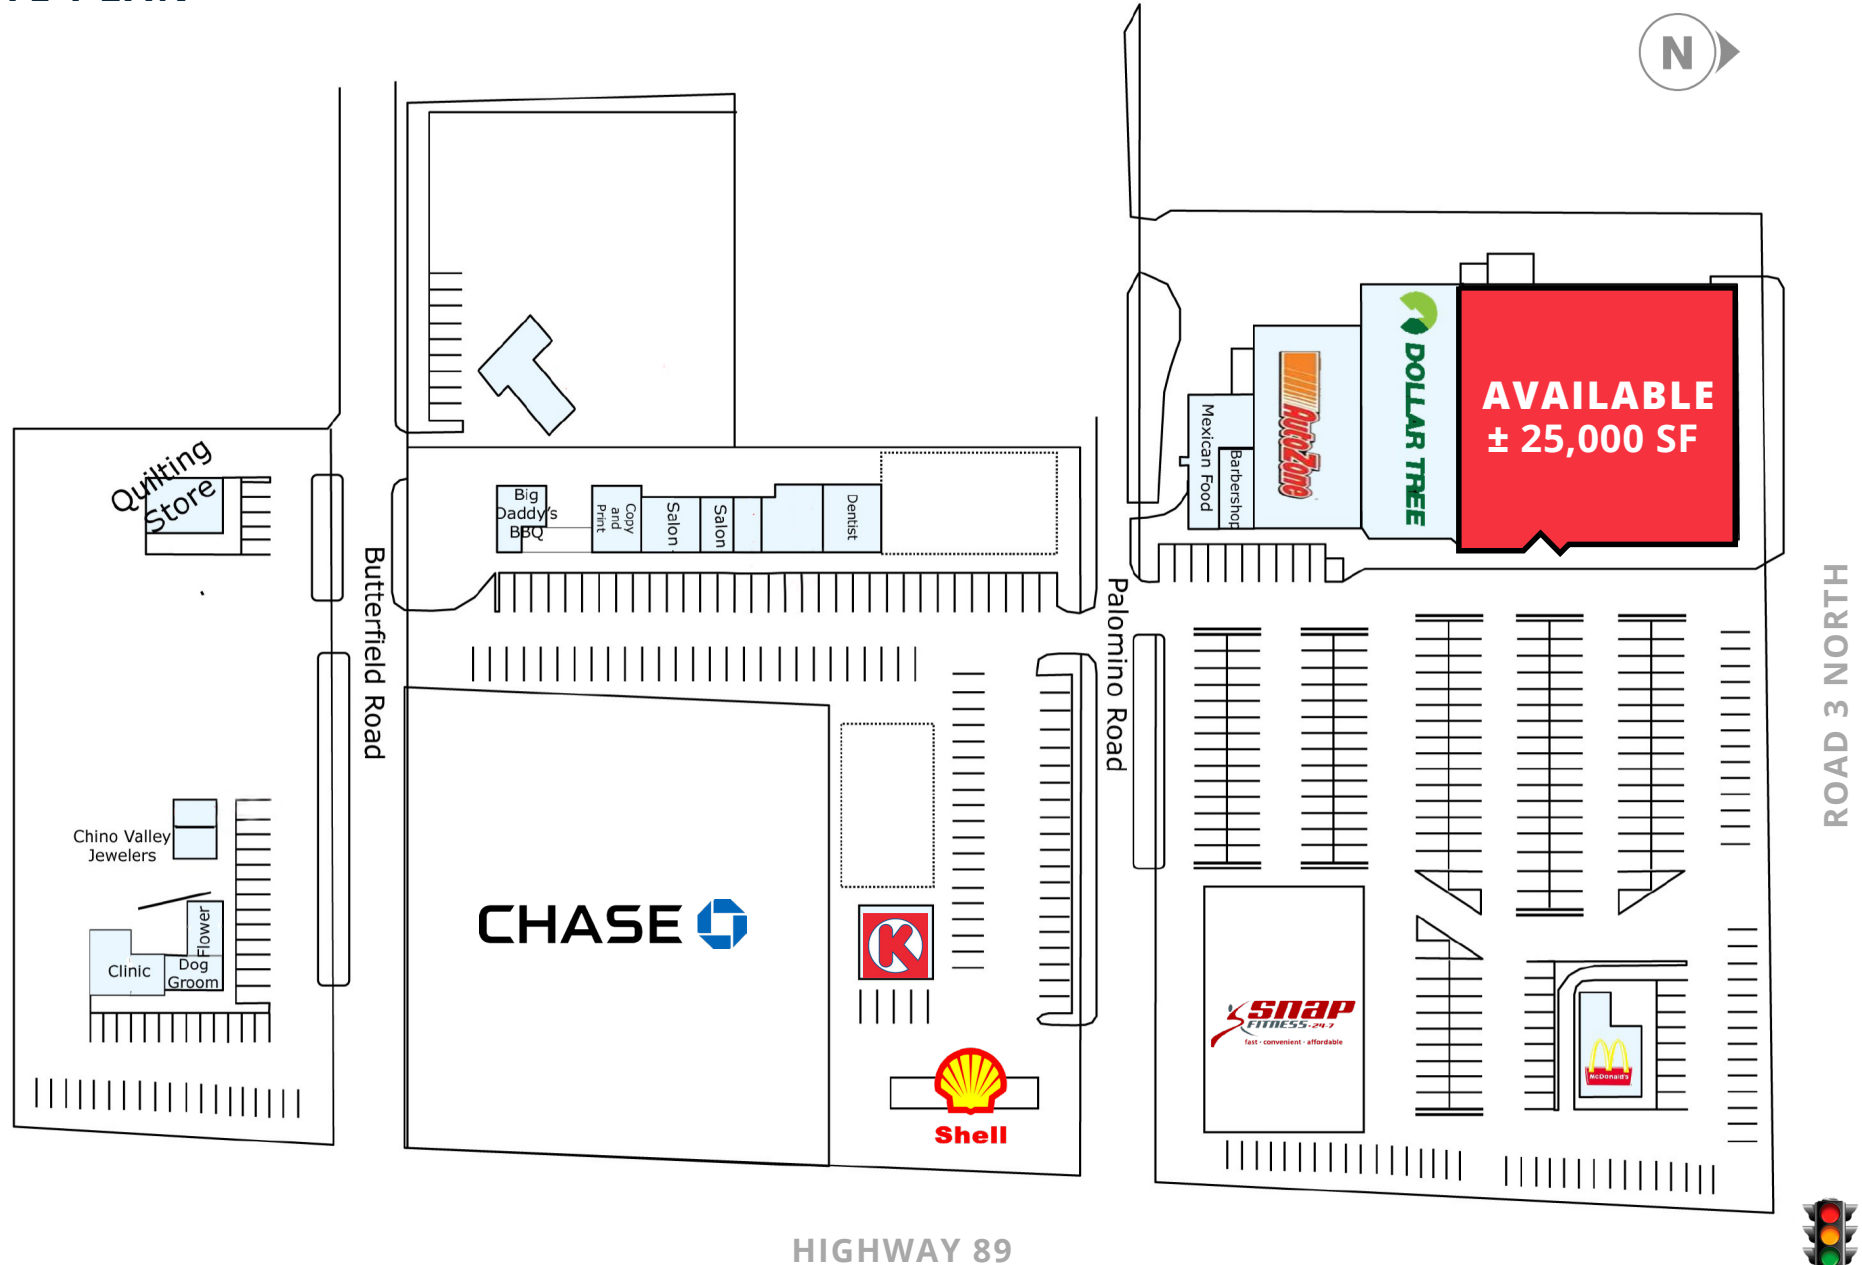 N
AVAILABLE
± 25,000 SF
DOLLAR TREE
AutoZone
Mexican Food
Barbershop
Quilting
Store
Big
Daddy's
BBQ
Copy
and
Print
Salon
Salon
Dentist
Butterfield Road
Palomino Road
ROAD 3 NORTH
Chino Valley
Jewelers
Flower
Clinic
Dog
Groom
CHASE
K
Shell
snap
FITNESS-24-7
fast · convenient · affordable
McDonald's
HIGHWAY 89